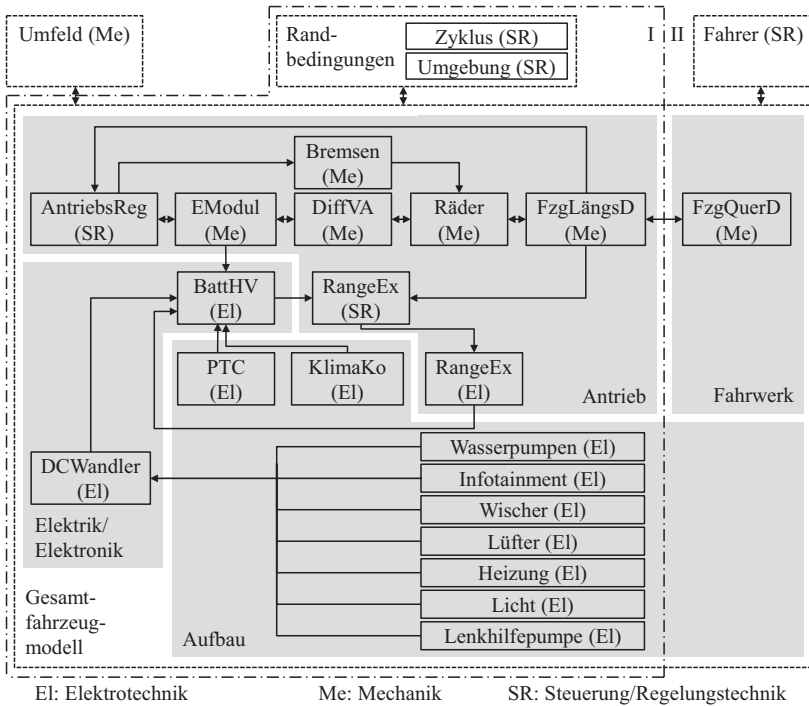 Umfeld (Me)
Rand-
bedingungen
Zyklus (SR)
Umgebung (SR)
I
II
Fahrer (SR)
Bremsen
(Me)
AntriebsReg
(SR)
EModul
(Me)
DiffVA
(Me)
Räder
(Me)
FzgLängsD
(Me)
FzgQuerD
(Me)
BattHV
(El)
RangeEx
(SR)
PTC
(El)
KlimaKo
(El)
RangeEx
(El)
Antrieb
Fahrwerk
DCWandler
(El)
Wasserpumpen (El)
Infotainment (El)
Wischer (El)
Lüfter (El)
Heizung (El)
Licht (El)
Lenkhilfepumpe (El)
Elektrik/
Elektronik
Gesamt-
fahrzeug-
modell
Aufbau
El: Elektrotechnik
Me: Mechanik
SR: Steuerung/Regelungstechnik